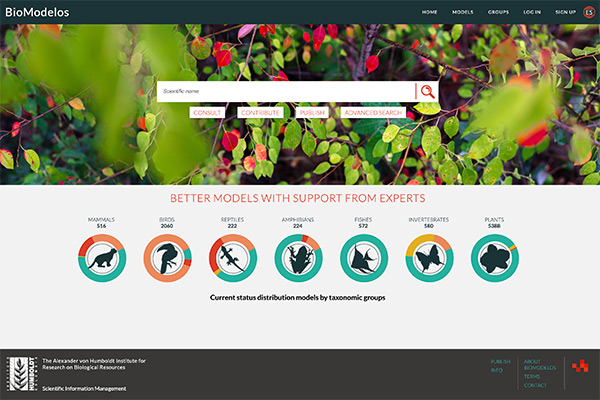 BioModelos
HOME MODELS GROUPS LOG IN SIGN UP ES
Scientific name
CONSULT CONTRIBUTE PUBLISH ADVANCED SEARCH
BETTER MODELS WITH SUPPORT FROM EXPERTS
MAMMALS BIRDS REPTILES AMPHIBIANS FISHES INVERTEBRATES PLANTS
516 2060 222 224 572 580 5388
Current status distribution models by taxonomic groups
HUMBOLDT
The Alexander von Humboldt Institute for
Research on Biological Resources
Scientific Information Management
PUBLISH
INFO
ABOUT
BIOMODELOS
TERMS
CONTACT